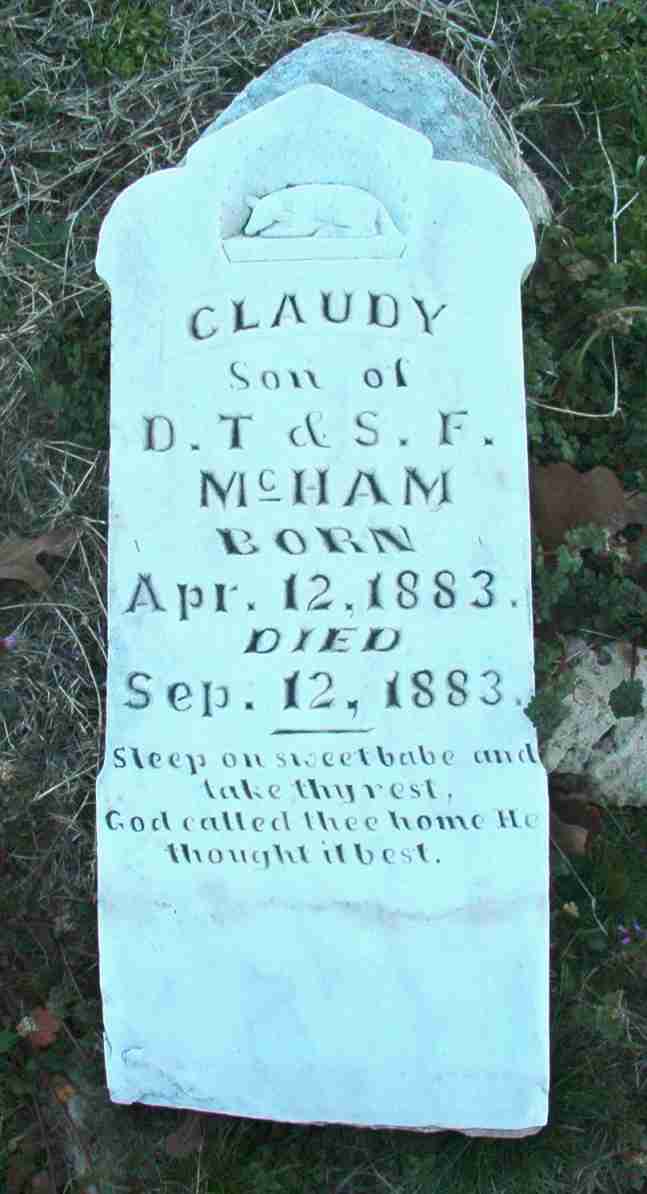 CLAUDY
Son of
D. T & S. F.
McHAM
BORN
Apr. 12, 1883.
DIED
Sep. 12, 1883.
Sleep on sweet babe and
take thy rest,
God called thee home He
thought it best.